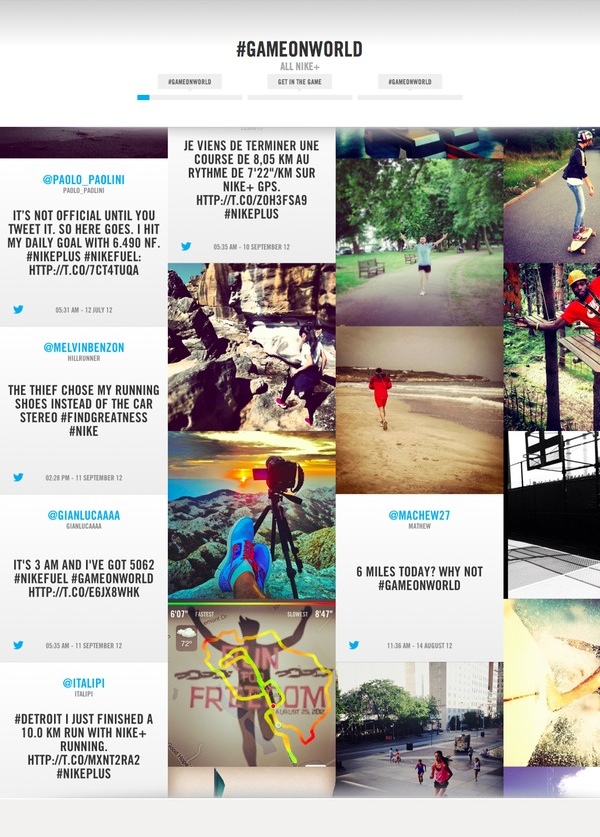 #GAMEONWORLD
ALL NIKE+
#GAMEONWORLD
GET IN THE GAME
#GAMEONWORLD
@PAOLO_PAOLINI
PAOLO_PAOLINI
IT'S NOT OFFICIAL UNTIL YOU
TWEET IT. SO HERE GOES. I HIT
MY DAILY GOAL WITH 6.490 NF.
#NIKEPLUS #NIKEFUEL:
HTTP://T.CO/7CT4TUQA
05:31 AM - 12 JULY 12
@MELVINBENZON
HILLRUNNER
THE THIEF CHOSE MY RUNNING
SHOES INSTEAD OF THE CAR
STEREO #FINDGREATNESS
#NIKE
02:28 PM - 11 SEPTEMBER 12
@GIANLUCAAAA
GIANLUCAAAA
IT'S 3 AM AND I'VE GOT 5062
#NIKEFUEL #GAMEONWORLD
HTTP://T.CO/E6JX8WHK
05:35 AM - 11 SEPTEMBER 12
@ITALIPI
ITALIPI
#DETROIT I JUST FINISHED A
10.0 KM RUN WITH NIKE+
RUNNING.
HTTP://T.CO/MXNT2RA2
#NIKEPLUS
JE VIENS DE TERMINER UNE
COURSE DE 8,05 KM AU
RYTHME DE 7'22"/KM SUR
NIKE+ GPS.
HTTP://T.CO/ZOH3FSA9
#NIKEPLUS
05:35 AM - 10 SEPTEMBER 12
6'07" FASTEST
SLOWEST 8'47"
72°
RUN
FOR
FREEDOM
AUGUST 25, 2012
@MACHEW27
MATHEW
6 MILES TODAY? WHY NOT
#GAMEONWORLD
11:36 AM - 14 AUGUST 12